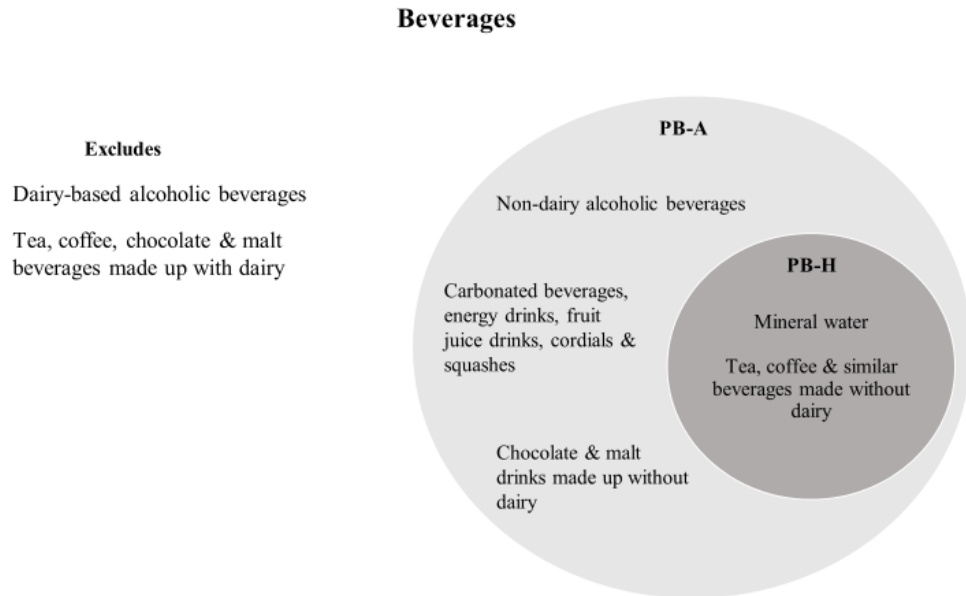 Beverages
Excludes
Dairy-based alcoholic beverages
Tea, coffee, chocolate & malt
beverages made up with dairy
PB-A
Non-dairy alcoholic beverages
Carbonated beverages,
energy drinks, fruit
juice drinks, cordials &
squashes
Chocolate & malt
drinks made up without
dairy
PB-H
Mineral water
Tea, coffee & similar
beverages made without
dairy